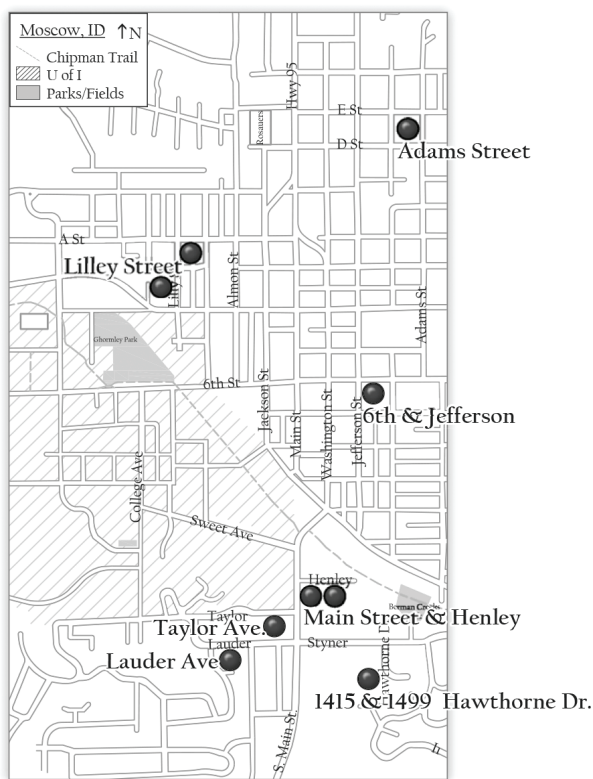 Moscow, ID ↑N
Chipman Trail
U of I
Parks/Fields
Hwy 95
E St
Rosauers
D St
Adams Street
A St
Lilley Street
Lilly S
Almon St
Adams St
Ghormley Park
6th St
Jackson St
Main St
Washington St
Jefferson St
6th & Jefferson
College Ave
Sweet Ave
Henley
Main Street & Henley
Taylor
Taylor Ave.
Lauder
Styner
Lauder Ave
Hawthorne D
1415 & 1499 Hawthorne Dr.
S. Main St.